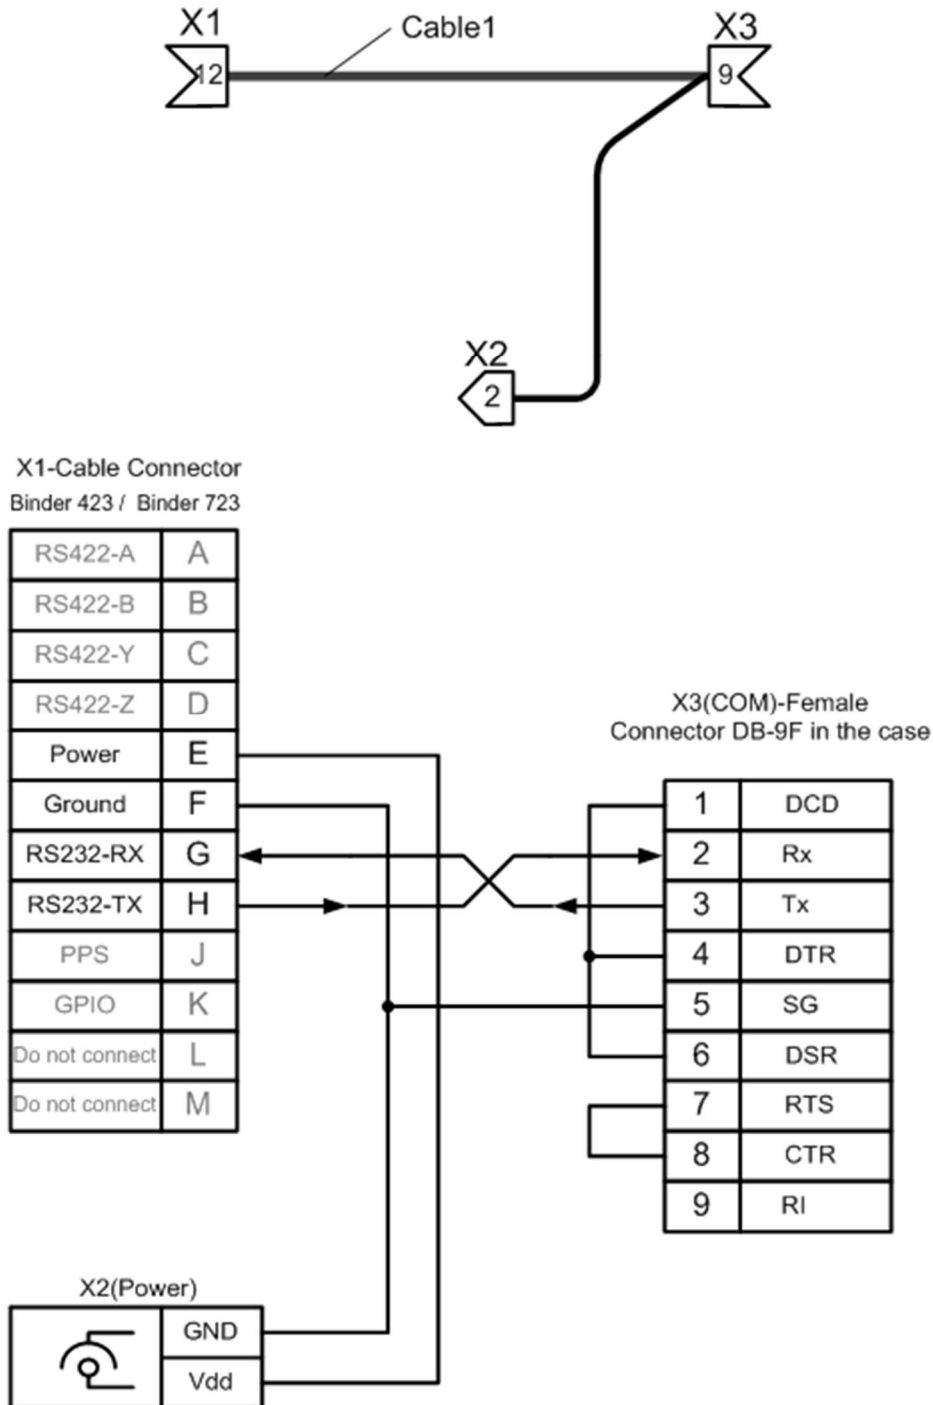 X1
Cable1
X3
12
9
X2
2
X1-Cable Connector
Binder 423 / Binder 723
RS422-A A
RS422-B B
RS422-Y C
RS422-Z D
Power E
Ground F
RS232-RX G
RS232-TX H
PPS J
GPIO K
Do not connect L
Do not connect M
X3(COM)-Female
Connector DB-9F in the case
1 DCD
2 Rx
3 Tx
4 DTR
5 SG
6 DSR
7 RTS
8 CTR
9 RI
X2(Power)
GND
Vdd